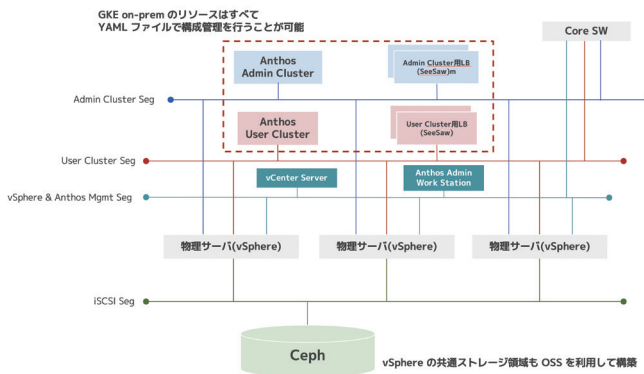 GKE on-prem のリソースはすべて
YAML ファイルで構成管理を行うことが可能
Core SW
Anthos
Admin Cluster
Admin Cluster用LB
(SeeSaw)m
Admin Cluster Seg
Anthos
User Cluster
User Cluster用LB
(SeeSaw)
User Cluster Seg
vCenter Server
Anthos Admin
Work Station
vSphere & Anthos Mgmt Seg
物理サーバ(vSphere)
物理サーバ(vSphere)
物理サーバ(vSphere)
iSCSI Seg
Ceph
vSphere の共通ストレージ領域も OSS を利用して構築